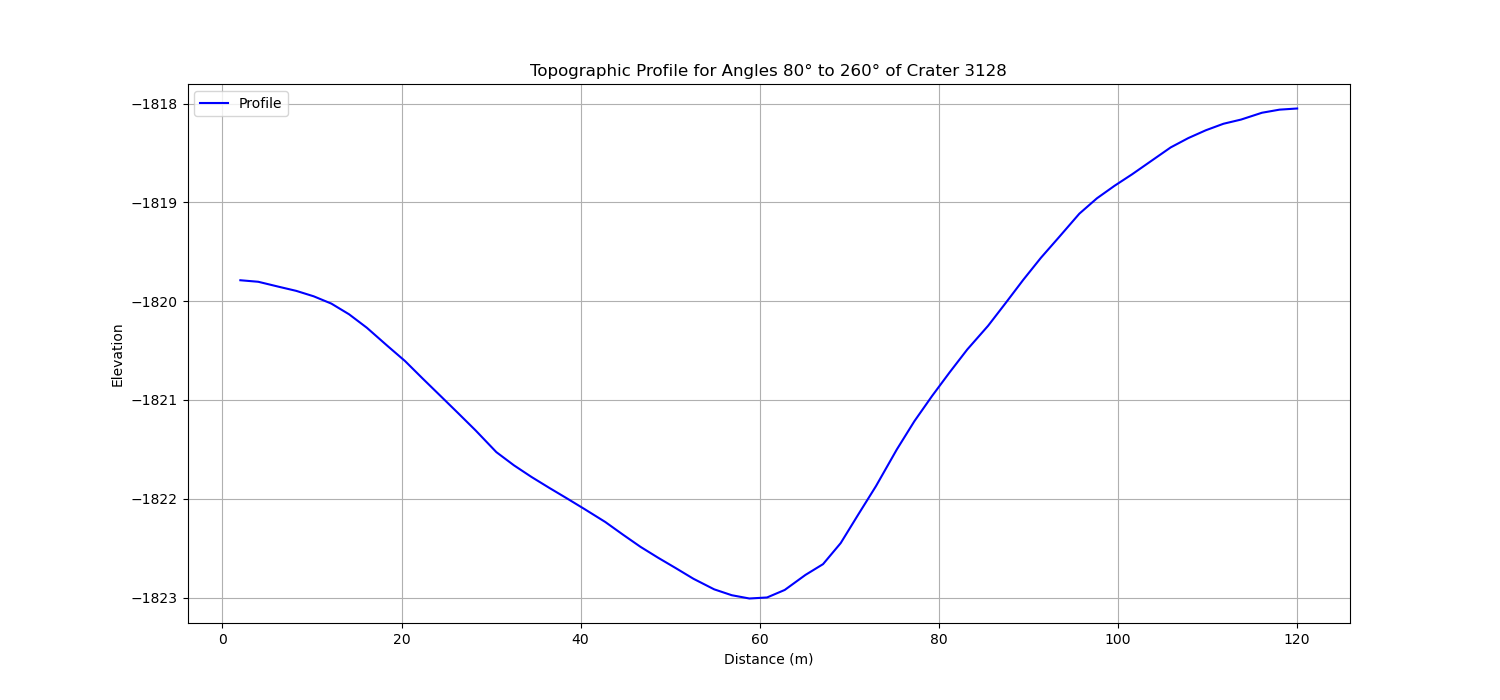 Topographic Profile for Angles 80° to 260° of Crater 3128
Profile
−1818
−1819
−1820
−1821
−1822
−1823
Elevation
0 20 40 60 80 100 120
Distance (m)